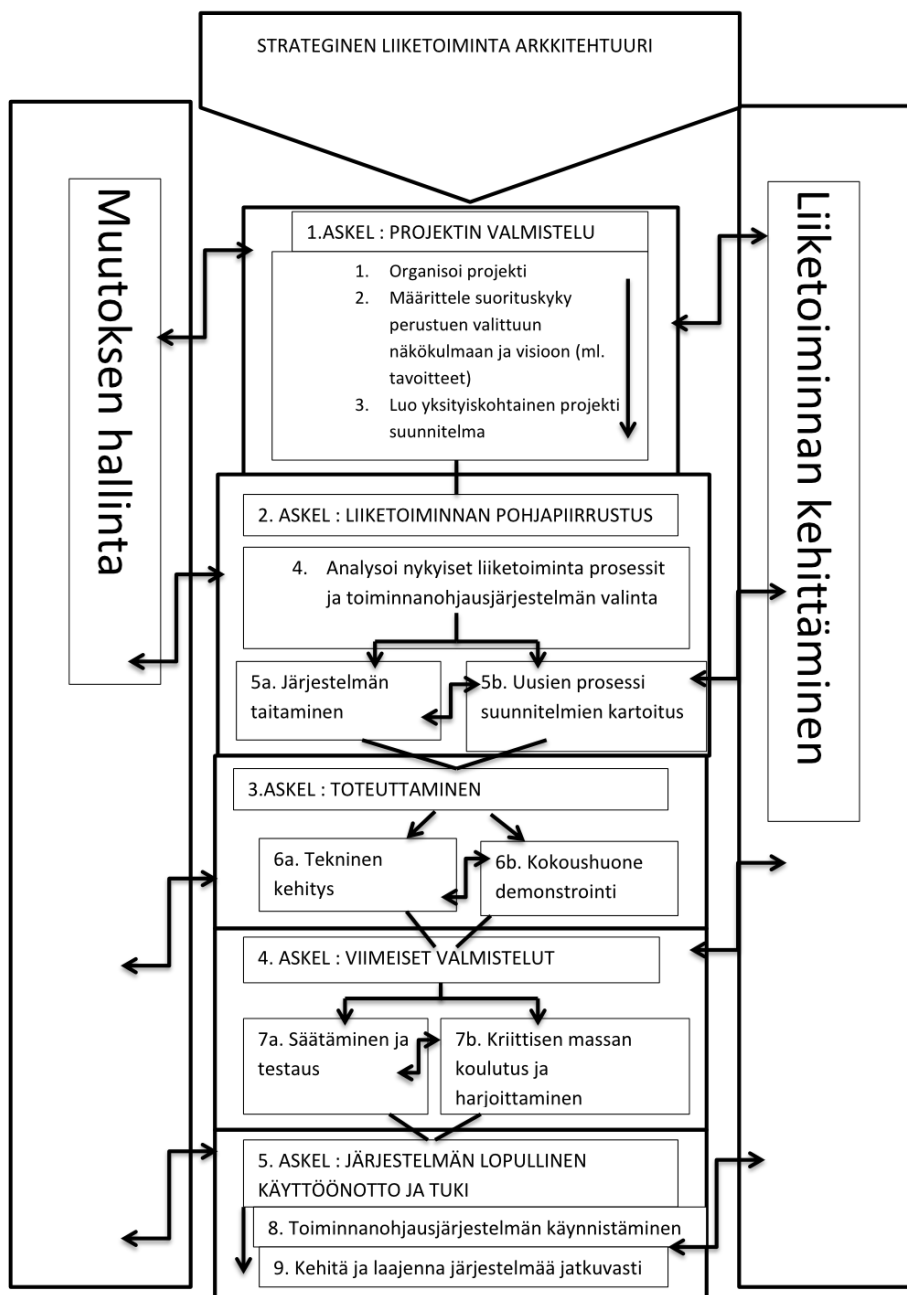 STRATEGINEN LIIKETOIMINTA ARKKITEHTUURI
Muutoksen hallinta
Liiketoiminnan kehittäminen
1.ASKEL : PROJEKTIN VALMISTELU
1. Organisoi projekti
2. Määrittele suorituskyky
perustuen valittuun
näkökulmaan ja visioon (ml.
tavoitteet)
3. Luo yksityiskohtainen projekti
suunnitelma
2. ASKEL : LIIKETOIMINNAN POHJAPIIRRUSTUS
4. Analysoi nykyiset liiketoiminta prosessit
ja toiminnanohjausjärjestelmän valinta
5a. Järjestelmän
taitaminen
5b. Uusien prosessi
suunnitelmien kartoitus
3.ASKEL : TOTEUTTAMINEN
6a. Tekninen
kehitys
6b. Kokoushuone
demonstrointi
4. ASKEL : VIIMEISET VALMISTELUT
7a. Säätäminen ja
testaus
7b. Kriittisen massan
koulutus ja
harjoittaminen
5. ASKEL : JÄRJESTELMÄN LOPULLINEN
KÄYTTÖÖNOTTO JA TUKI
8. Toiminnanohjausjärjestelmän käynnistäminen
9. Kehitä ja laajenna järjestelmää jatkuvasti